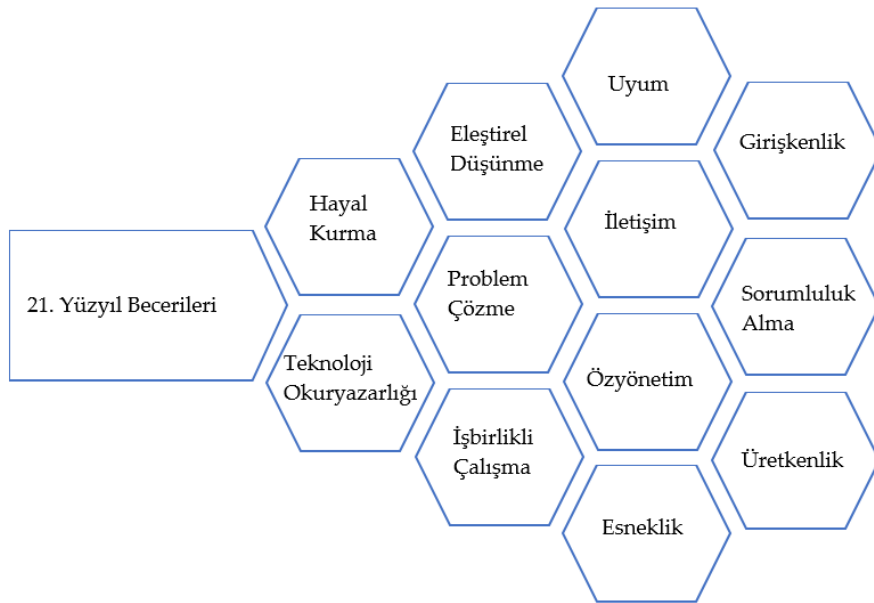 21. Yüzyıl Becerileri
Hayal
Kurma
Teknoloji
Okuryazarlığı
Eleştirel
Düşünme
Problem
Çözme
İşbirlikli
Çalışma
Uyum
İletişim
Özyönetim
Esneklik
Girişkenlik
Sorumluluk
Alma
Üretkenlik